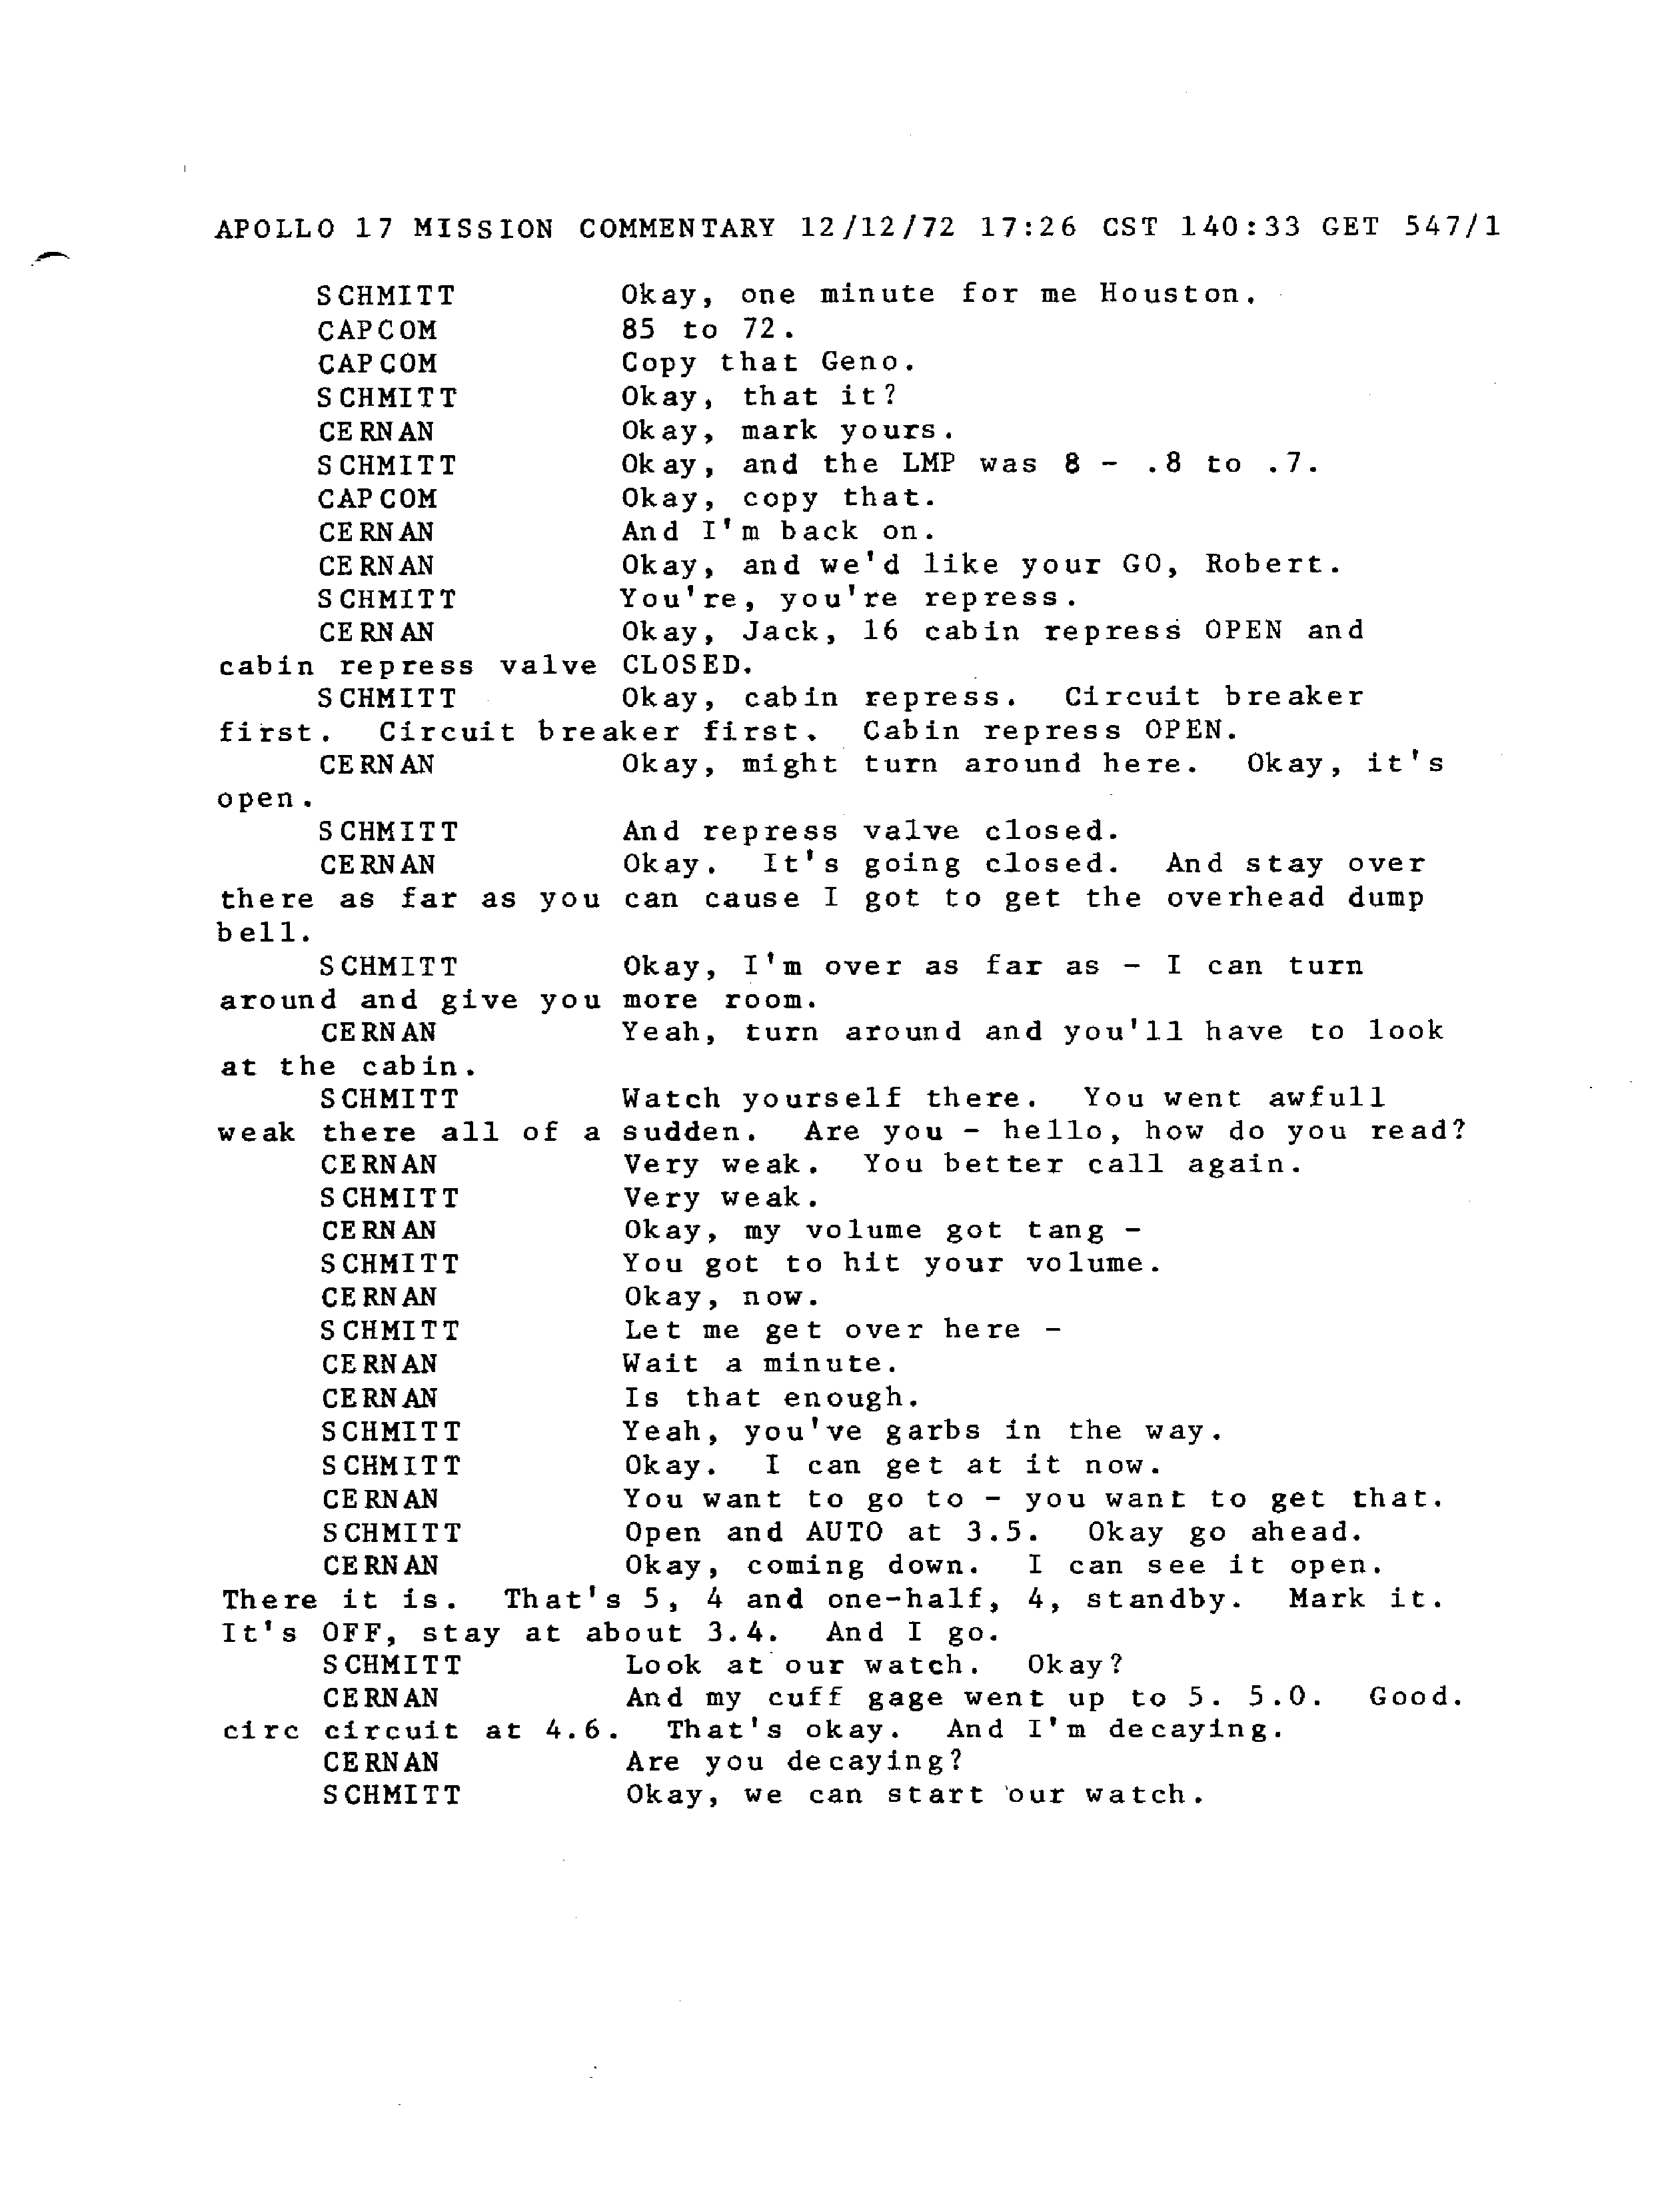 APOLLO 17 MISSION COMMENTARY 12/12/72 17:26 CST 140:33 GET 547/1
SCHMITT Okay, one minute for me Houston.
CAPCOM 85 to 72.
CAPCOM Copy that Geno.
SCHMITT Okay, that it?
CERNAN Okay, mark yours.
SCHMITT Okay, and the LMP was 8 - .8 to .7.
CAPCOM Okay, copy that.
CERNAN And I'm back on.
CERNAN Okay, and we'd like your GO, Robert.
SCHMITT You're, you're repress.
CERNAN Okay, Jack, 16 cabin repress OPEN and
cabin repress valve CLOSED.
SCHMITT Okay, cabin repress. Circuit breaker
first. Circuit breaker first. Cabin repress OPEN.
CERNAN Okay, might turn around here. Okay, it's
open.
SCHMITT And repress valve closed.
CERNAN Okay. It's going closed. And stay over
there as far as you can cause I got to get the overhead dump
bell.
SCHMITT Okay, I'm over as far as - I can turn
around and give you more room.
CERNAN Yeah, turn around and you'll have to look
at the cabin.
SCHMITT Watch yourself there. You went awfull
weak there all of a sudden. Are you - hello, how do you read?
CERNAN Very weak. You better call again.
SCHMITT Very weak.
CERNAN Okay, my volume got tang -
SCHMITT You got to hit your volume.
CERNAN Okay, now.
SCHMITT Let me get over here -
CERNAN Wait a minute.
CERNAN Is that enough.
SCHMITT Yeah, you've garbs in the way.
SCHMITT Okay. I can get at it now.
CERNAN You want to go to - you want to get that.
SCHMITT Open and AUTO at 3.5. Okay go ahead.
CERNAN Okay, coming down. I can see it open.
There it is. That's 5, 4 and one-half, 4, standby. Mark it.
It's OFF, stay at about 3.4. And I go.
SCHMITT Look at our watch. Okay?
CERNAN And my cuff gage went up to 5. 5.0. Good.
circ circuit at 4.6. That's okay. And I'm decaying.
CERNAN Are you decaying?
SCHMITT Okay, we can start our watch.